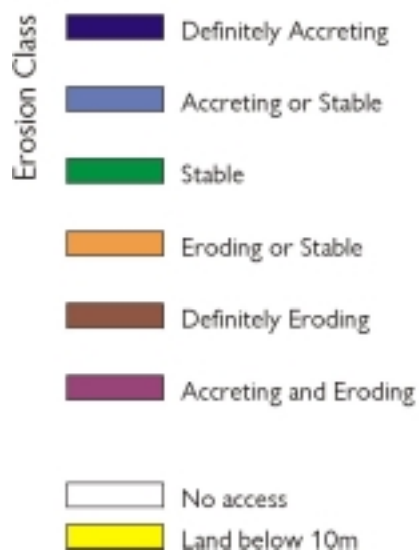 Erosion Class
Definitely Accreting
Accreting or Stable
Stable
Eroding or Stable
Definitely Eroding
Accreting and Eroding
No access
Land below 10m